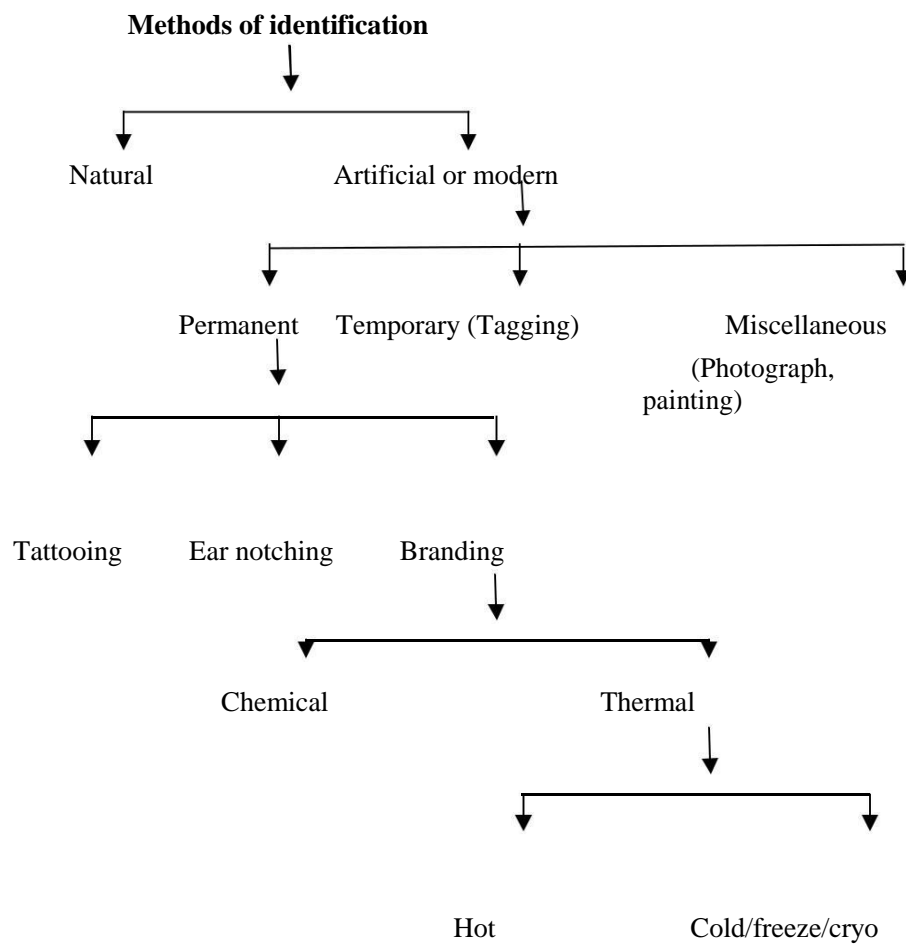 Methods of identification
Natural Artificial or modern
Permanent Temporary (Tagging) Miscellaneous
(Photograph,
painting)
Tattooing Ear notching Branding
Chemical Thermal
Hot Cold/freeze/cryo